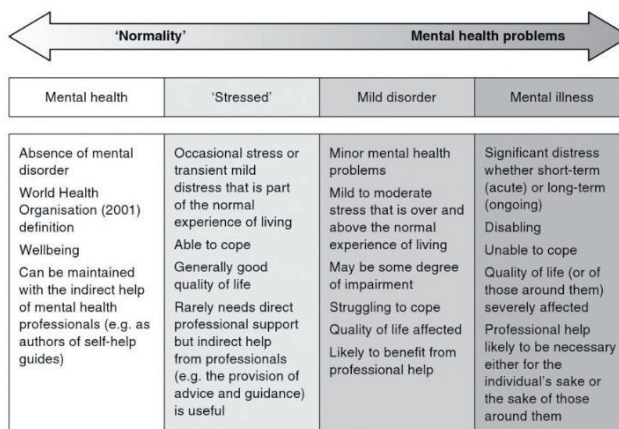 'Normality'
Mental health problems
Mental health
'Stressed'
Mild disorder
Mental illness
Absence of mental
disorder
World Health
Organisation (2001)
definition
Wellbeing
Can be maintained
with the indirect help
of mental health
professionals (e.g. as
authors of self-help
guides)
Occasional stress or
transient mild
distress that is part
of the normal
experience of living
Able to cope
Generally good
quality of life
Rarely needs direct
professional support
but indirect help
from professionals
(e.g. the provision of
advice and guidance)
is useful
Minor mental health
problems
Mild to moderate
stress that is over and
above the normal
experience of living
May be some degree
of impairment
Struggling to cope
Quality of life affected
Likely to benefit from
professional help
Significant distress
whether short-term
(acute) or long-term
(ongoing)
Disabling
Unable to cope
Quality of life (or of
those around them)
severely affected
Professional help
likely to be necessary
either for the
individual's sake or
the sake of those
around them